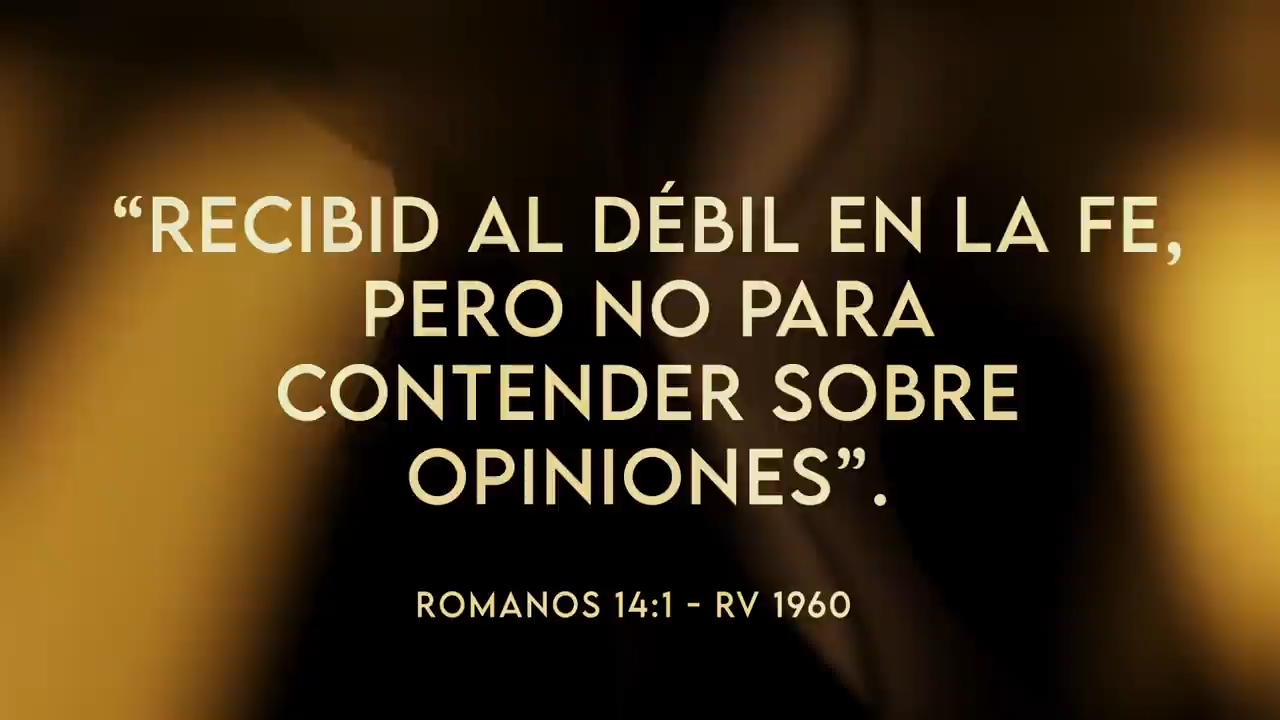 “RECIBID AL DÉBIL EN LA FE,
PERO NO PARA
CONTENDER SOBRE
OPINIONES”.
ROMANOS 14:1 - RV 1960